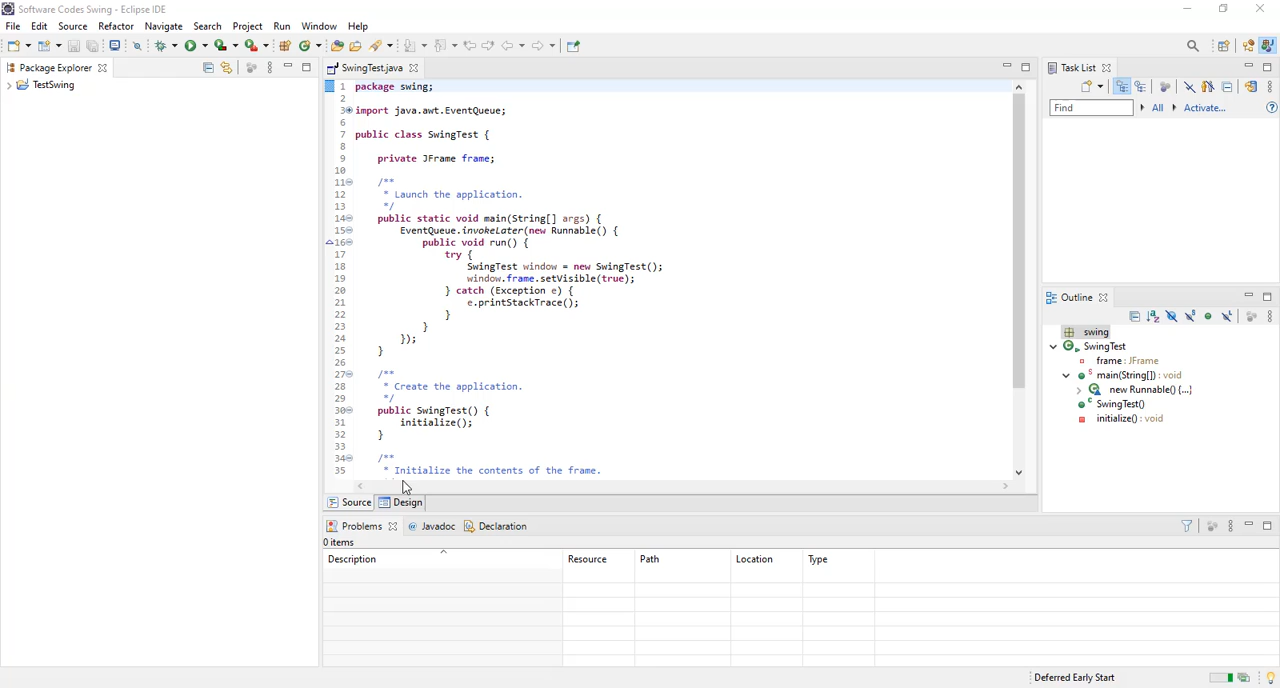 Software Codes Swing - Eclipse IDE
File Edit Source Refactor Navigate Search Project Run Window Help
Package Explorer
TestSwing
SwingTest.java
1 package swing;
2
3 import java.awt.EventQueue;
6
7 public class SwingTest {
8
9 private JFrame frame;
10
11 /**
12 * Launch the application.
13 */
14 public static void main(String[] args) {
15 EventQueue.invokeLater(new Runnable() {
16 public void run() {
17 try {
18 SwingTest window = new SwingTest();
19 window.frame.setVisible(true);
20 } catch (Exception e) {
21 e.printStackTrace();
22 }
23 }
24 });
25 }
26
27 /**
28 * Create the application.
29 */
30 public SwingTest() {
31 initialize();
32 }
33
34 /**
35 * Initialize the contents of the frame.
Source Design
Task List
Find All Activate...
Outline
swing
SwingTest
frame : JFrame
main(String[]) : void
new Runnable() {...}
SwingTest()
initialize() : void
Problems @ Javadoc Declaration
0 items
Description Resource Path Location Type
Deferred Early Start